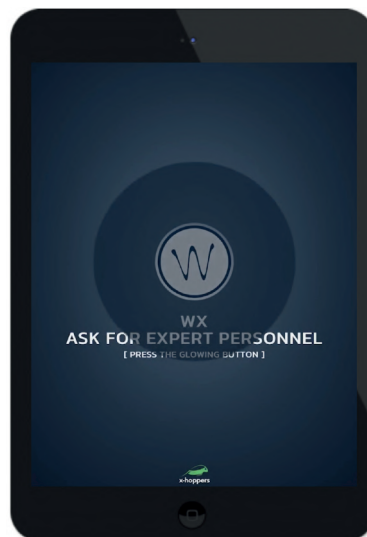 W
WX
ASK FOR EXPERT PERSONNEL
[ PRESS THE GLOWING BUTTON ]
x-hoppers